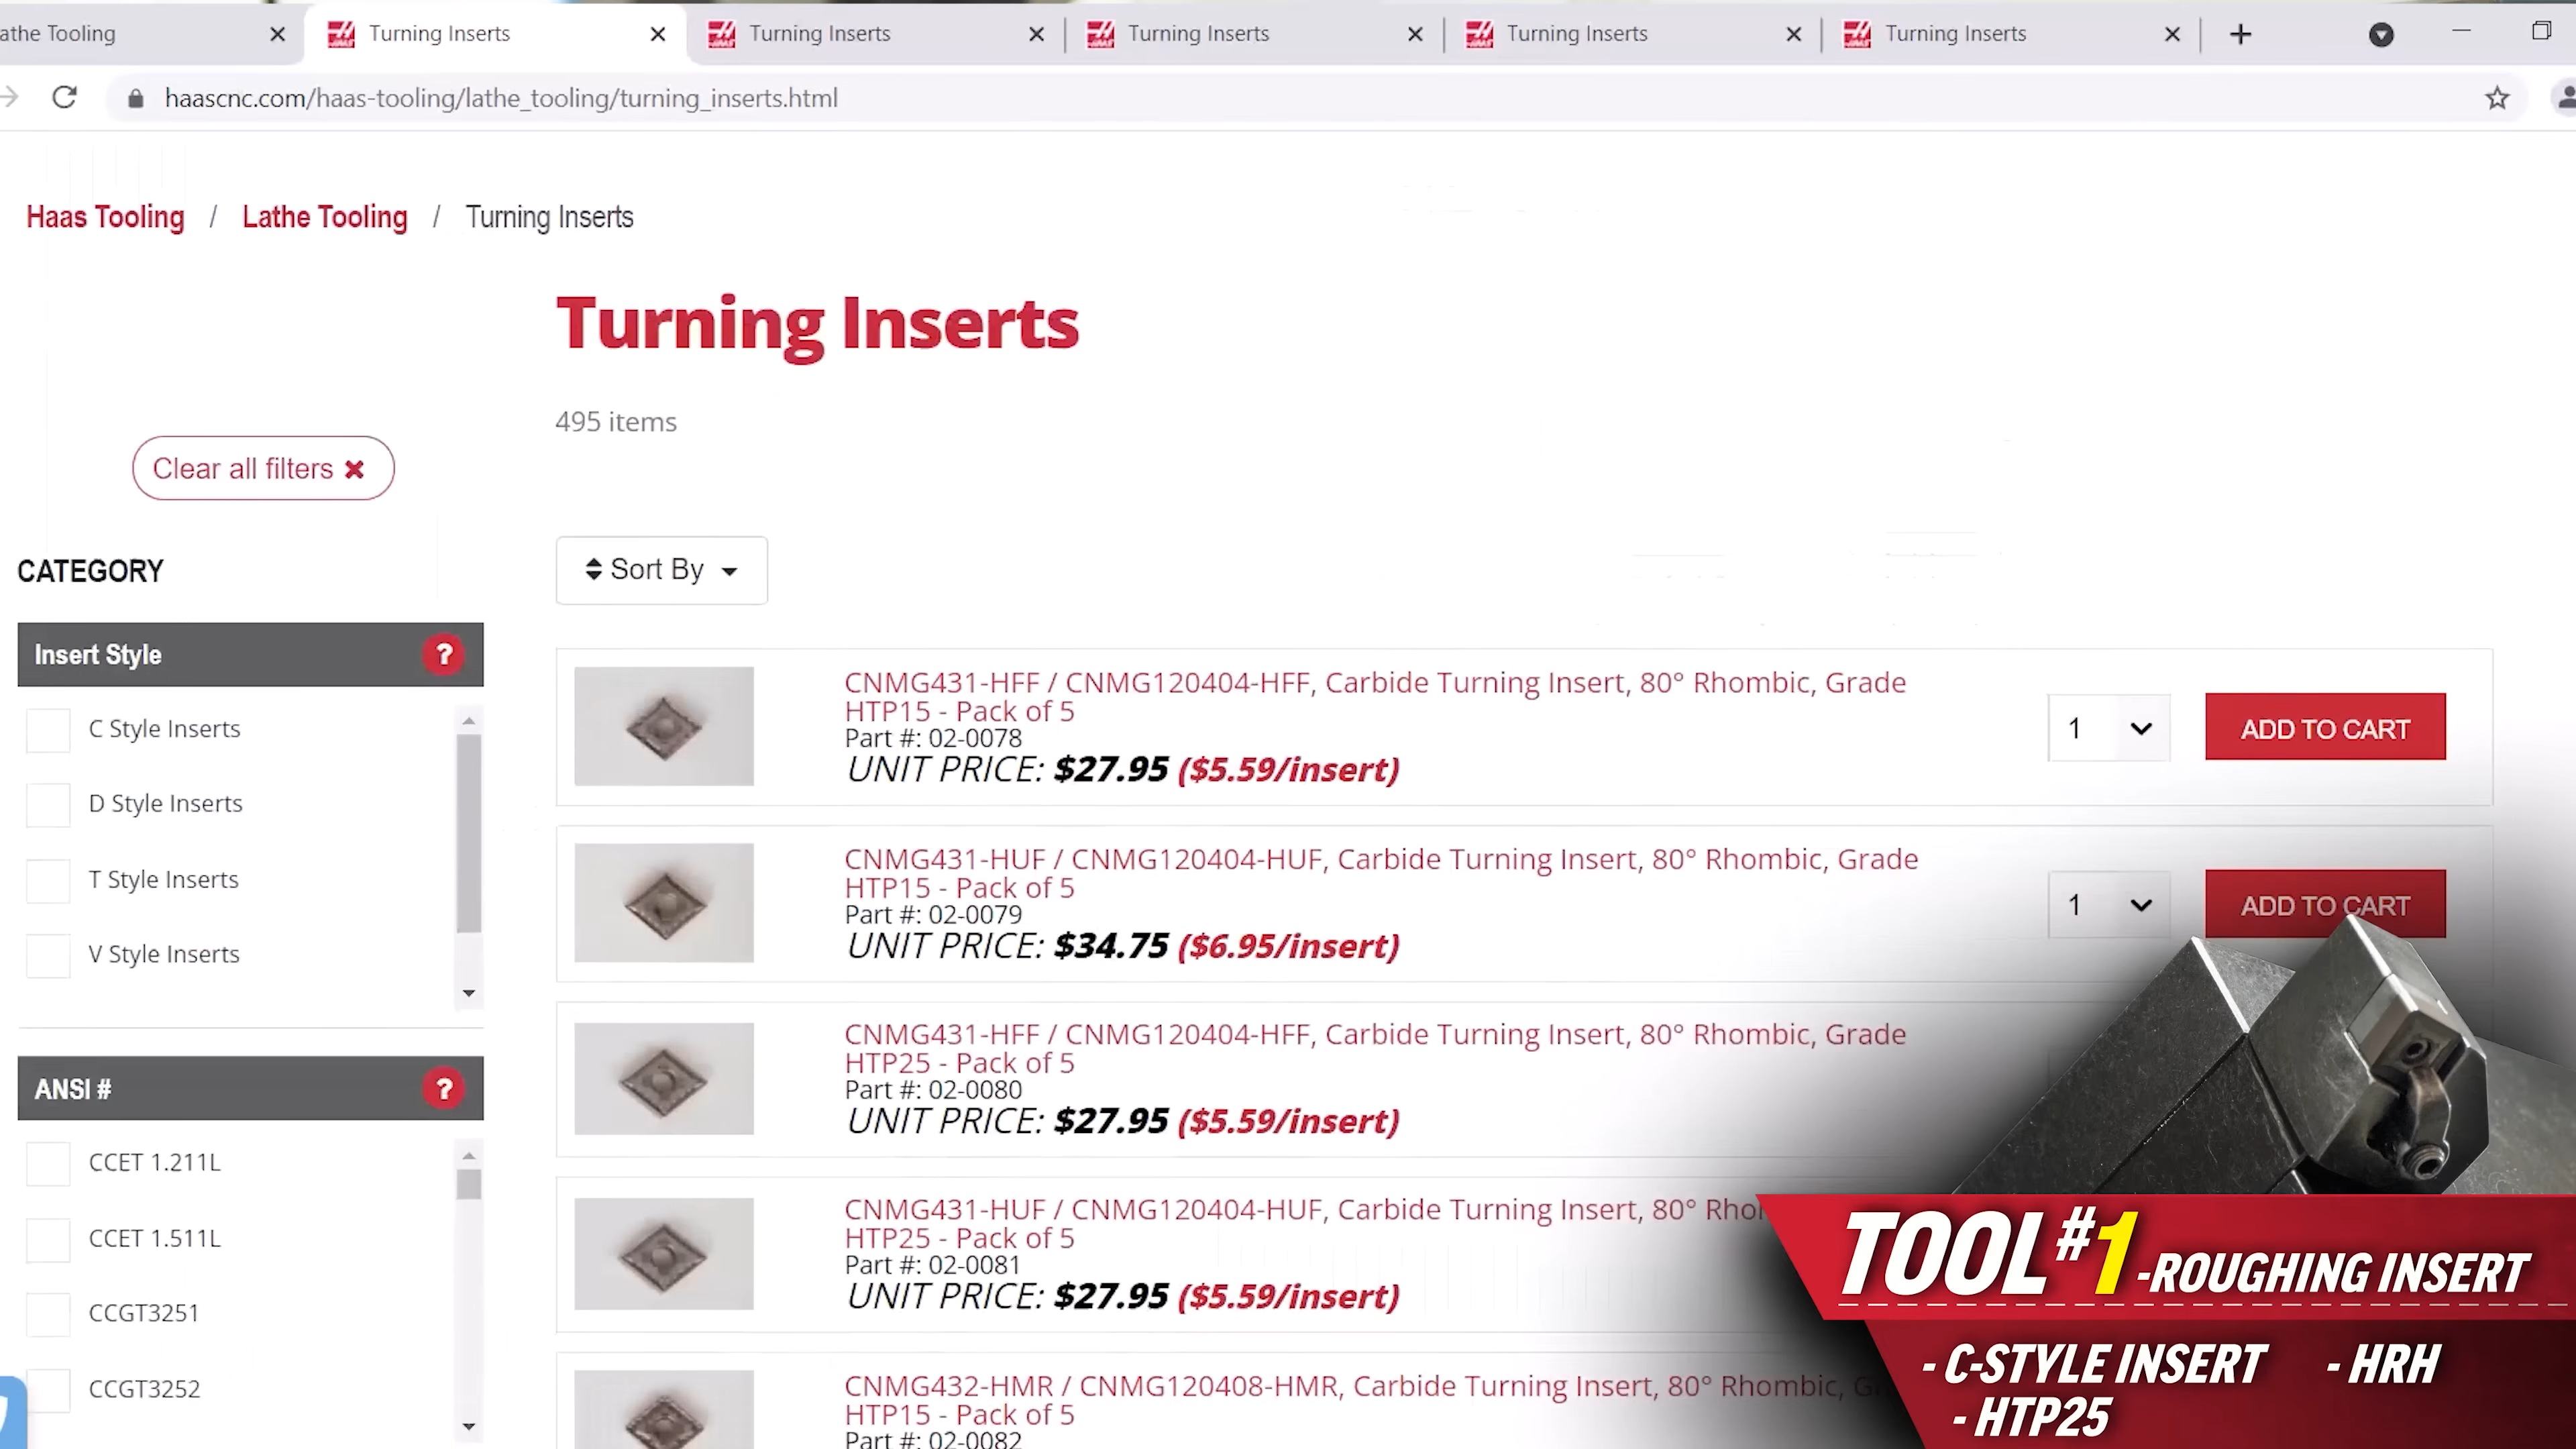 athe Tooling
Turning Inserts
Turning Inserts
Turning Inserts
Turning Inserts
Turning Inserts
haascnc.com/haas-tooling/lathe_tooling/turning_inserts.html
Haas Tooling / Lathe Tooling / Turning Inserts
Turning Inserts
495 items
Clear all filters
CATEGORY
Sort By
Insert Style ?
C Style Inserts
D Style Inserts
T Style Inserts
V Style Inserts
ANSI # ?
CCET 1.211L
CCET 1.511L
CCGT3251
CCGT3252
CNMG431-HFF / CNMG120404-HFF, Carbide Turning Insert, 80° Rhombic, Grade
HTP15 - Pack of 5
Part #: 02-0078
UNIT PRICE: $27.95 ($5.59/insert)
1
ADD TO CART
CNMG431-HUF / CNMG120404-HUF, Carbide Turning Insert, 80° Rhombic, Grade
HTP15 - Pack of 5
Part #: 02-0079
UNIT PRICE: $34.75 ($6.95/insert)
1
ADD TO CART
CNMG431-HFF / CNMG120404-HFF, Carbide Turning Insert, 80° Rhombic, Grade
HTP25 - Pack of 5
Part #: 02-0080
UNIT PRICE: $27.95 ($5.59/insert)
CNMG431-HUF / CNMG120404-HUF, Carbide Turning Insert, 80° Rhor
HTP25 - Pack of 5
Part #: 02-0081
UNIT PRICE: $27.95 ($5.59/insert)
CNMG432-HMR / CNMG120408-HMR, Carbide Turning Insert, 80° Rhombic, G
HTP15 - Pack of 5
Part #: 02-0082
TOOL #1 -ROUGHING INSERT
- C-STYLE INSERT - HRH
- HTP25